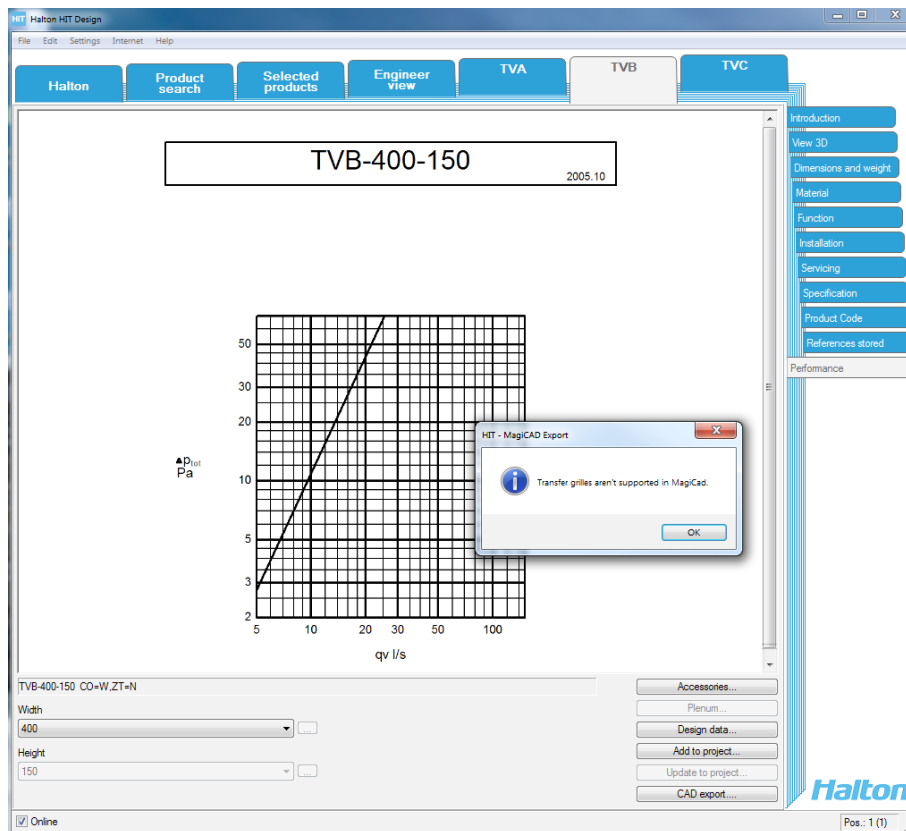 HIT Halton HIT Design
File Edit Settings Internet Help
Halton
Product search
Selected products
Engineer view
TVA
TVB
TVC
TVB-400-150
2005.10
Introduction
View 3D
Dimensions and weight
Material
Function
Installation
Servicing
Specification
Product Code
References stored
Performance
50
30
20
10
5
3
2
▲ptot
Pa
5 10 20 30 50 100
qv l/s
HIT - MagiCAD Export
Transfer grilles aren't supported in MagiCad.
OK
TVB-400-150 CO=W,ZT=N
Width
400
...
Height
150
...
Accessories...
Plenum...
Design data...
Add to project...
Update to project...
CAD export....
Halton
Online
Pos.: 1 (1)